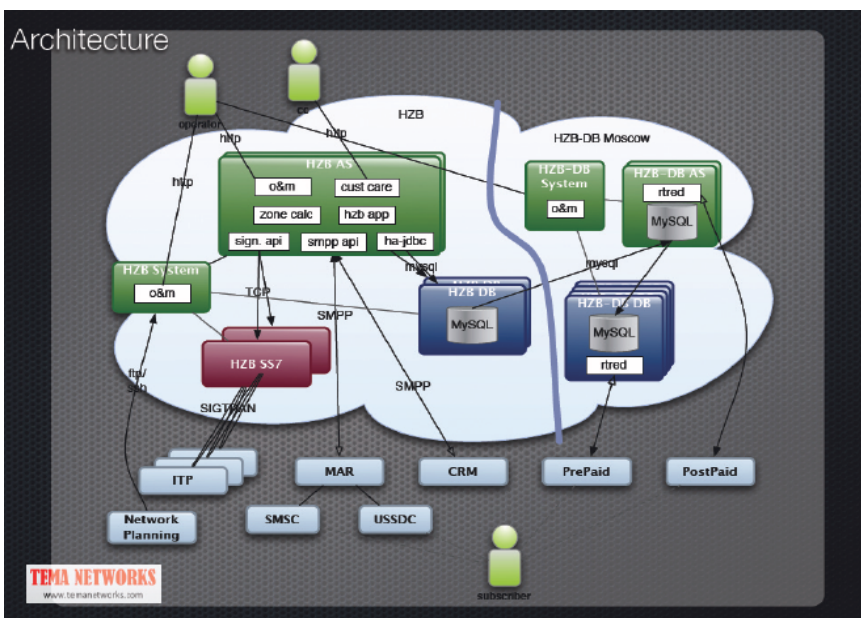 Architecture
operator
cc
HZB
HZB-DB Moscow
http
http
http
HZB AS
o&m
cust care
zone calc
hzb app
sign. api
smpp api
ha-jdbc
HZB-DB
System
o&m
HZB-DB AS
rtred
MySQL
HZB System
o&m
mysql
mysql
TCP
SMPP
HZB DB
MySQL
HZB-DB DB
MySQL
rtred
HZB SS7
ftp/
ssh
SIGTRAN
SMPP
ITP
MAR
CRM
PrePaid
PostPaid
Network
Planning
SMSC
USSDC
subscriber
TEMA NETWORKS
www.temanetworks.com